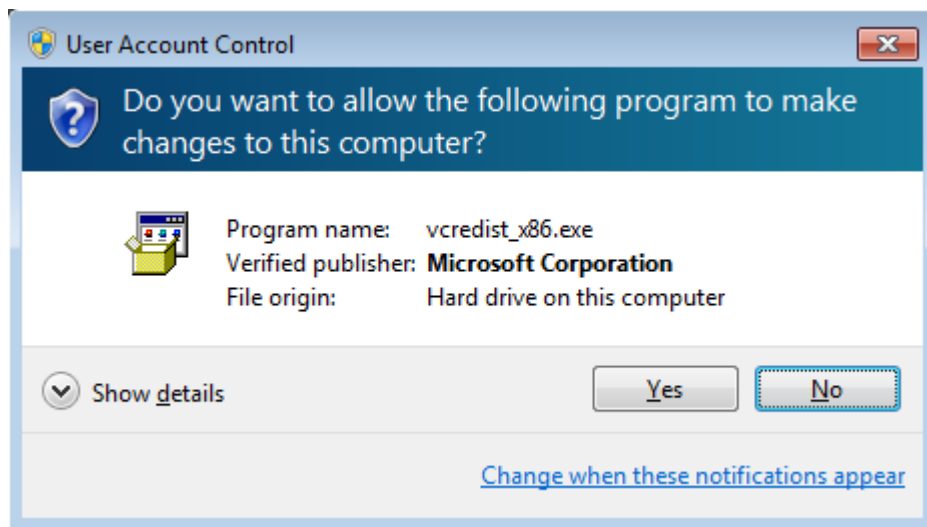 User Account Control
Do you want to allow the following program to make
changes to this computer?
Program name: vcredist_x86.exe
Verified publisher: Microsoft Corporation
File origin: Hard drive on this computer
Show details
Yes No
Change when these notifications appear